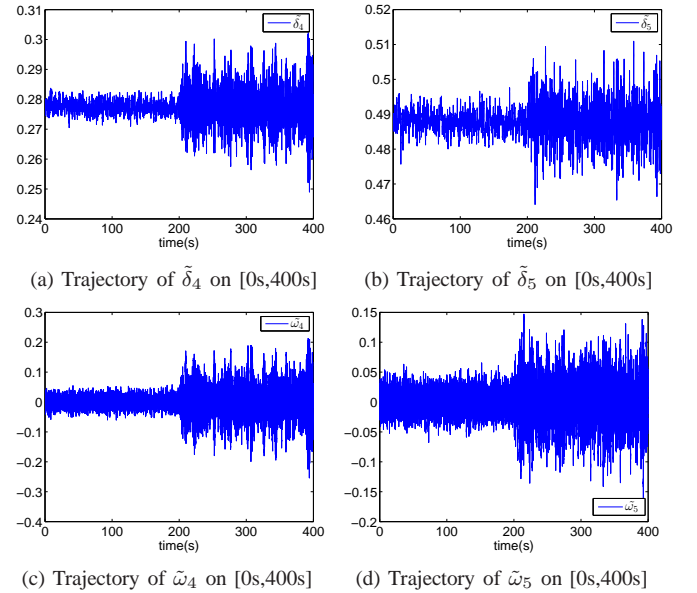 0.31
0.3
0.29
0.28
0.27
0.26
0.25
0.24
0 100 200 300 400
time(s)
δ̃₄
(a) Trajectory of δ̃₄ on [0s,400s]
0.52
0.51
0.5
0.49
0.48
0.47
0.46
0 100 200 300 400
time(s)
δ̃₅
(b) Trajectory of δ̃₅ on [0s,400s]
0.3
0.2
0.1
0
−0.1
−0.2
−0.3
−0.4
0 100 200 300 400
time(s)
ω̃₄
(c) Trajectory of ω̃₄ on [0s,400s]
0.15
0.1
0.05
0
−0.05
−0.1
−0.15
−0.2
0 100 200 300 400
time(s)
ω̃₅
(d) Trajectory of ω̃₅ on [0s,400s]